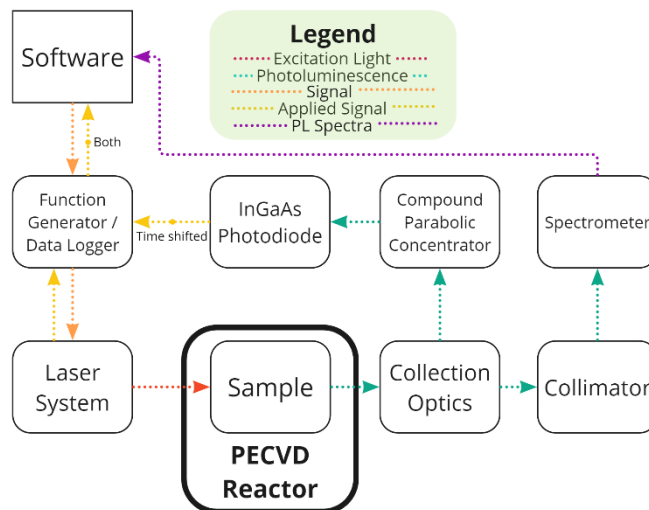 Legend
Excitation Light
Photoluminescence
Signal
Applied Signal
PL Spectra
Software
Both
Function
Generator /
Data Logger
Time shifted
InGaAs
Photodiode
Compound
Parabolic
Concentrator
Spectrometer
Laser
System
Sample
Collection
Optics
Collimator
PECVD
Reactor